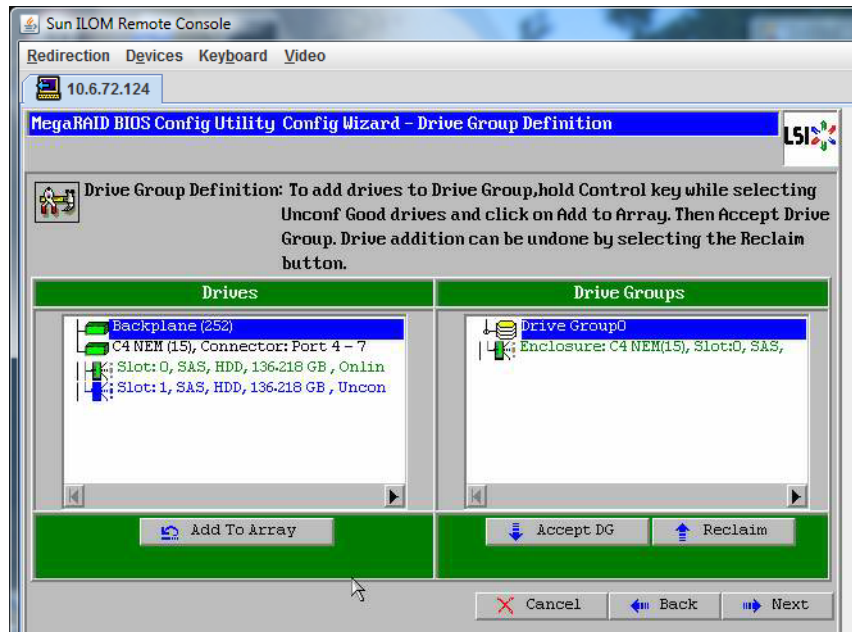 Sun ILOM Remote Console
Redirection Devices Keyboard Video
10.6.72.124
MegaRAID BIOS Config Utility Config Wizard – Drive Group Definition
LSI
Drive Group Definition: To add drives to Drive Group,hold Control key while selecting
Unconf Good drives and click on Add to Array. Then Accept Drive
Group. Drive addition can be undone by selecting the Reclaim
button.
Drives
Backplane (252)
C4 NEM (15), Connector: Port 4 – 7
Slot: 0, SAS, HDD, 136.218 GB , Onlin
Slot: 1, SAS, HDD, 136.218 GB , Uncon
Add To Array
Drive Groups
Drive Group0
Enclosure: C4 NEM(15), Slot:0, SAS,
Accept DG
Reclaim
Cancel
Back
Next